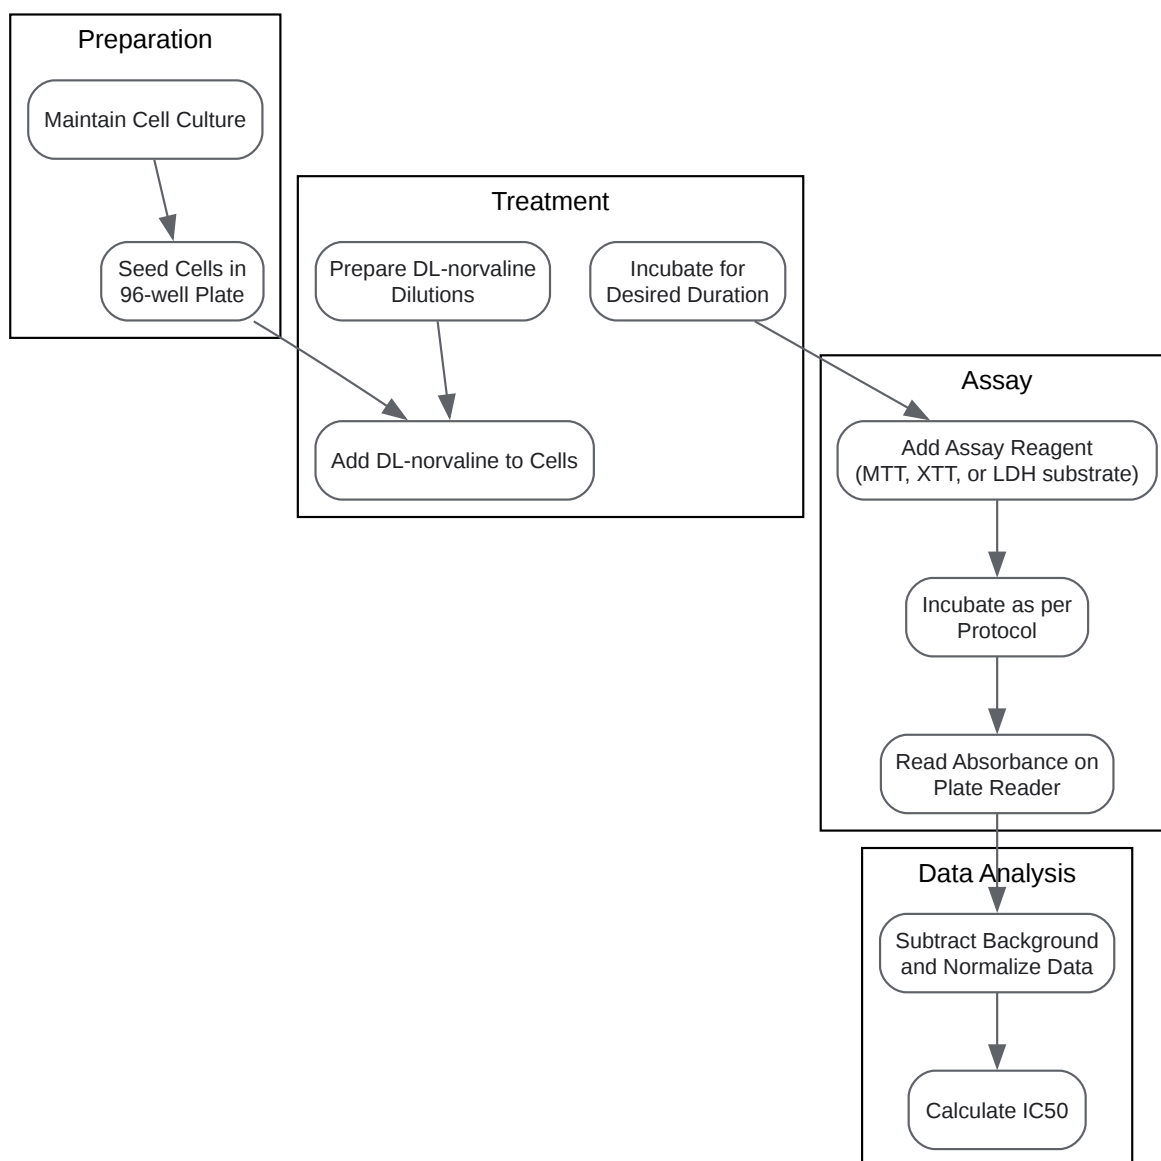 Preparation
Maintain Cell Culture
Seed Cells in
96-well Plate
Treatment
Prepare DL-norvaline
Dilutions
Incubate for
Desired Duration
Add DL-norvaline to Cells
Assay
Add Assay Reagent
(MTT, XTT, or LDH substrate)
Incubate as per
Protocol
Read Absorbance on
Plate Reader
Data Analysis
Subtract Background
and Normalize Data
Calculate IC50